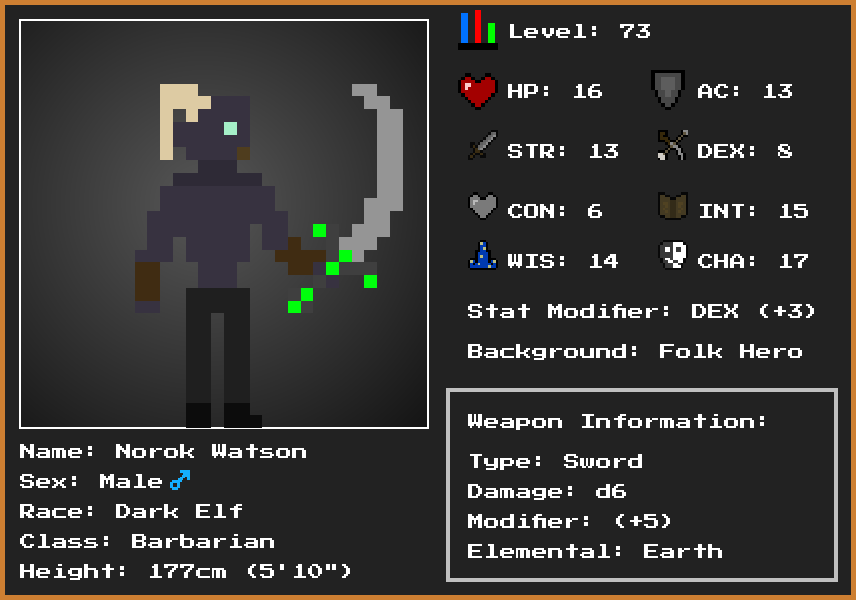 Level: 73
HP: 16
AC: 13
STR: 13
DEX: 8
CON: 6
INT: 15
WIS: 14
CHA: 17
Stat Modifier: DEX (+3)
Background: Folk Hero
Weapon Information:
Type: Sword
Damage: d6
Modifier: (+5)
Elemental: Earth
Name: Norok Watson
Sex: Male♂
Race: Dark Elf
Class: Barbarian
Height: 177cm (5'10")